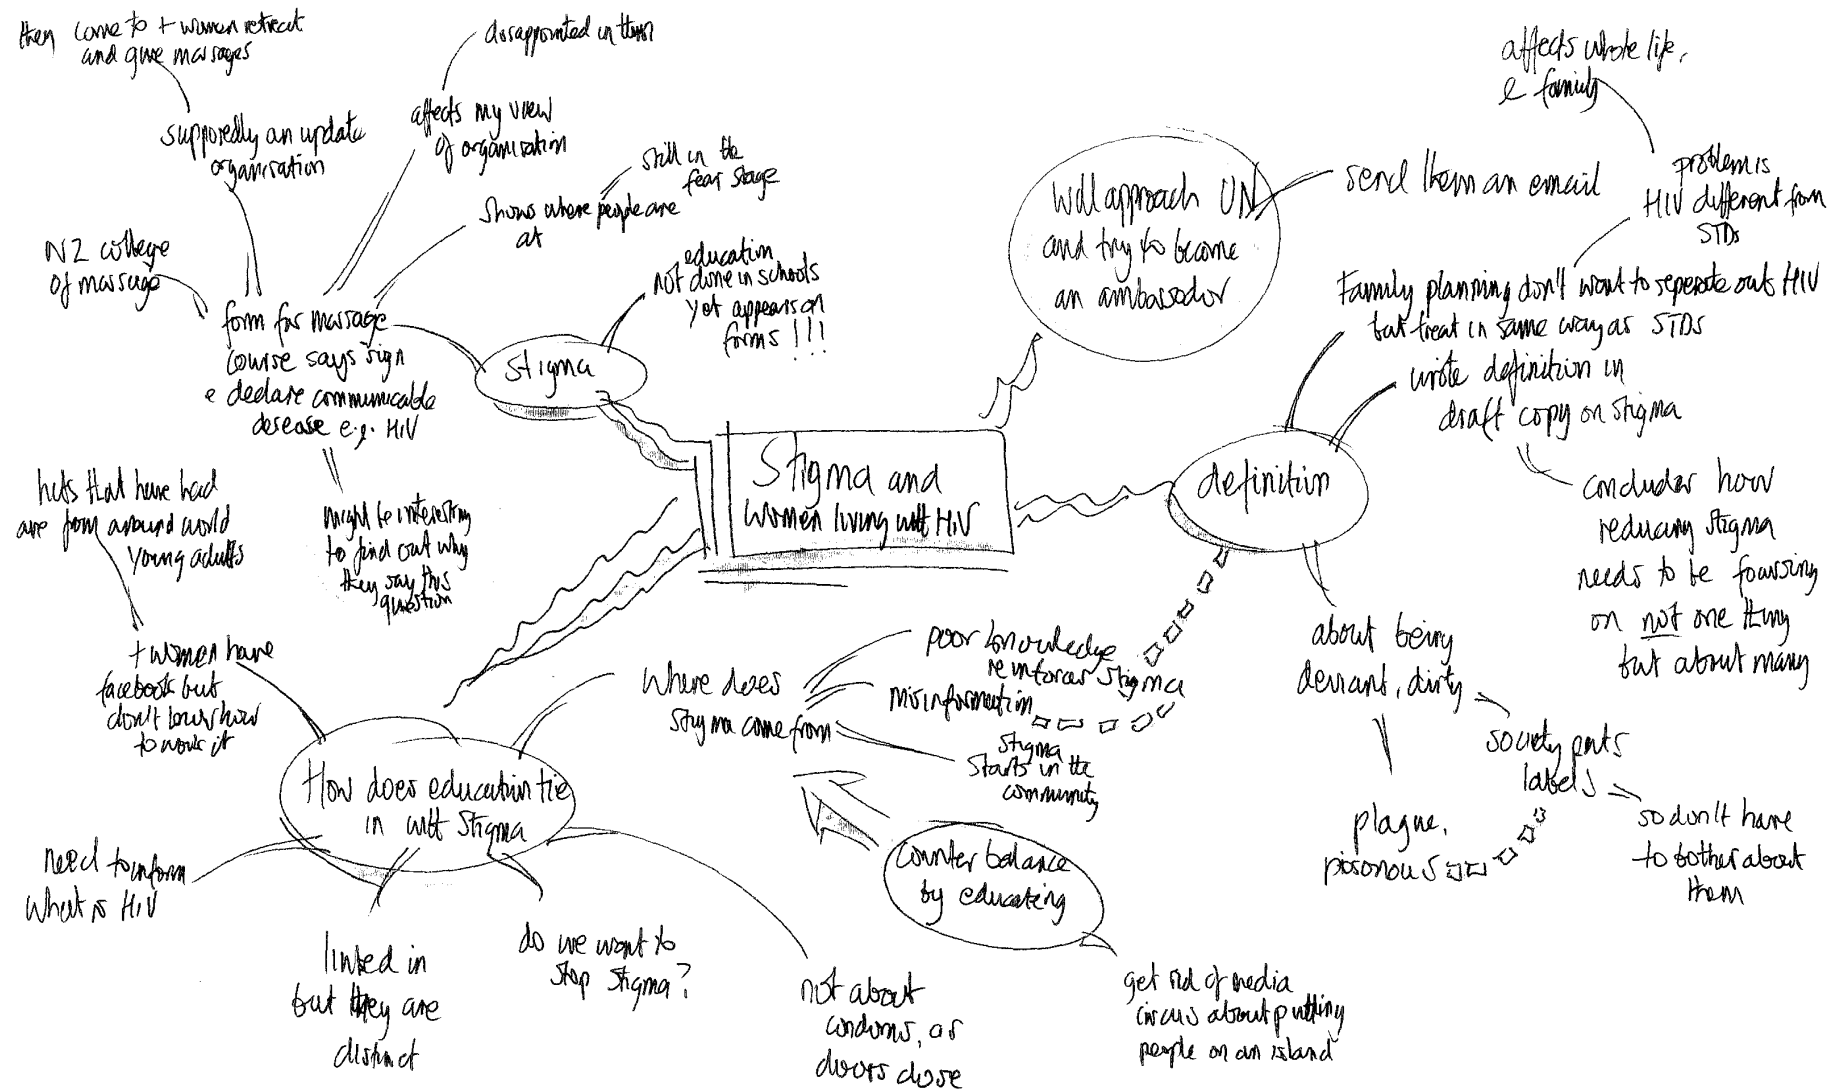 they come to + women retreat
and give massages
supposedly an update
organisation
disappointed in them
affects my view
of organisation
still in the
fear stage
shows where people are
at
NZ college
of massage
form for massage
course says sign
e declare communicable
desease e.g. HIV
might be interesting
to find out why
they say this
question
stigma
education
not done in schools
yet appears on
forms !!!
Stigma and
women living with HIV
Will approach UN
and try to become
an ambassador
send them an email
affects whole life,
e family
problem is
HIV different from
STDs
Family planning don't want to seperate out HIV
but treat in same way as STDs
wrote definition in
draft copy on stigma
concludes how
reducing stigma
needs to be focussing
on not one thing
but about many
definition
about being
deviant, dirty
society puts
labels
so don't have
to bother about
them
plague,
poisonous
hits that have had
are from around world
young adults
+ women have
facebook but
don't know how
to work it
How does education tie
in with stigma
need to inform
what is HIV
linked in
but they are
distinct
do we want to
stop stigma?
not about
condoms, as
doors close
Where does
stigma come from
poor knowledge
reinforces stigma
misinformation
stigma
starts in the
community
Counter balance
by educating
get rid of media
circus about putting
people on an island